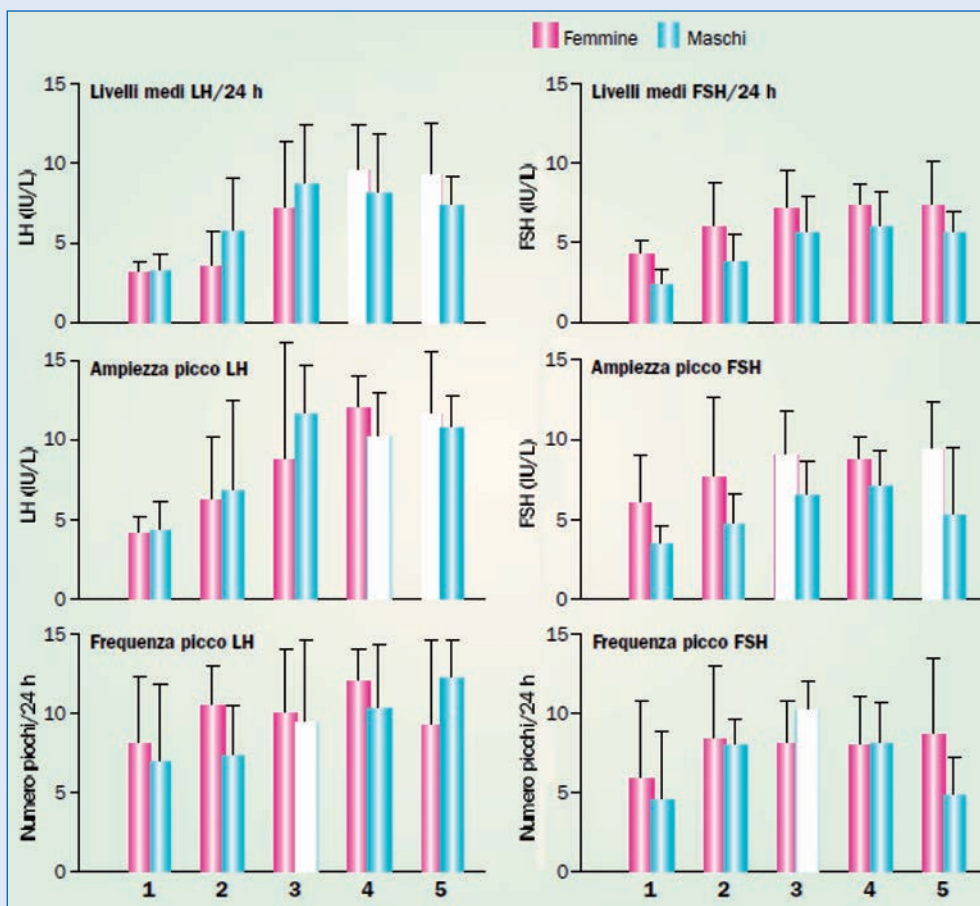 Femmine Maschi
Livelli medi LH/24 h
15
10
5
0
LH (IU/L)
Livelli medi FSH/24 h
15
10
5
0
FSH (IU/L)
Ampiezza picco LH
15
10
5
0
LH (IU/L)
Ampiezza picco FSH
15
10
5
0
FSH (IU/L)
Frequenza picco LH
15
10
5
0
Numero picchi/24 h
1 2 3 4 5
Frequenza picco FSH
15
10
5
0
Numero picchi/24 h
1 2 3 4 5